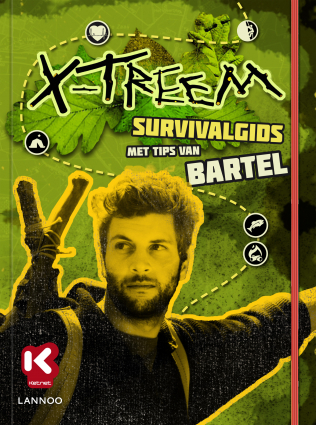 X-TREEM
SURVIVALGIDS
MET TIPS VAN
BARTEL
K
Ketnet
LANNOO